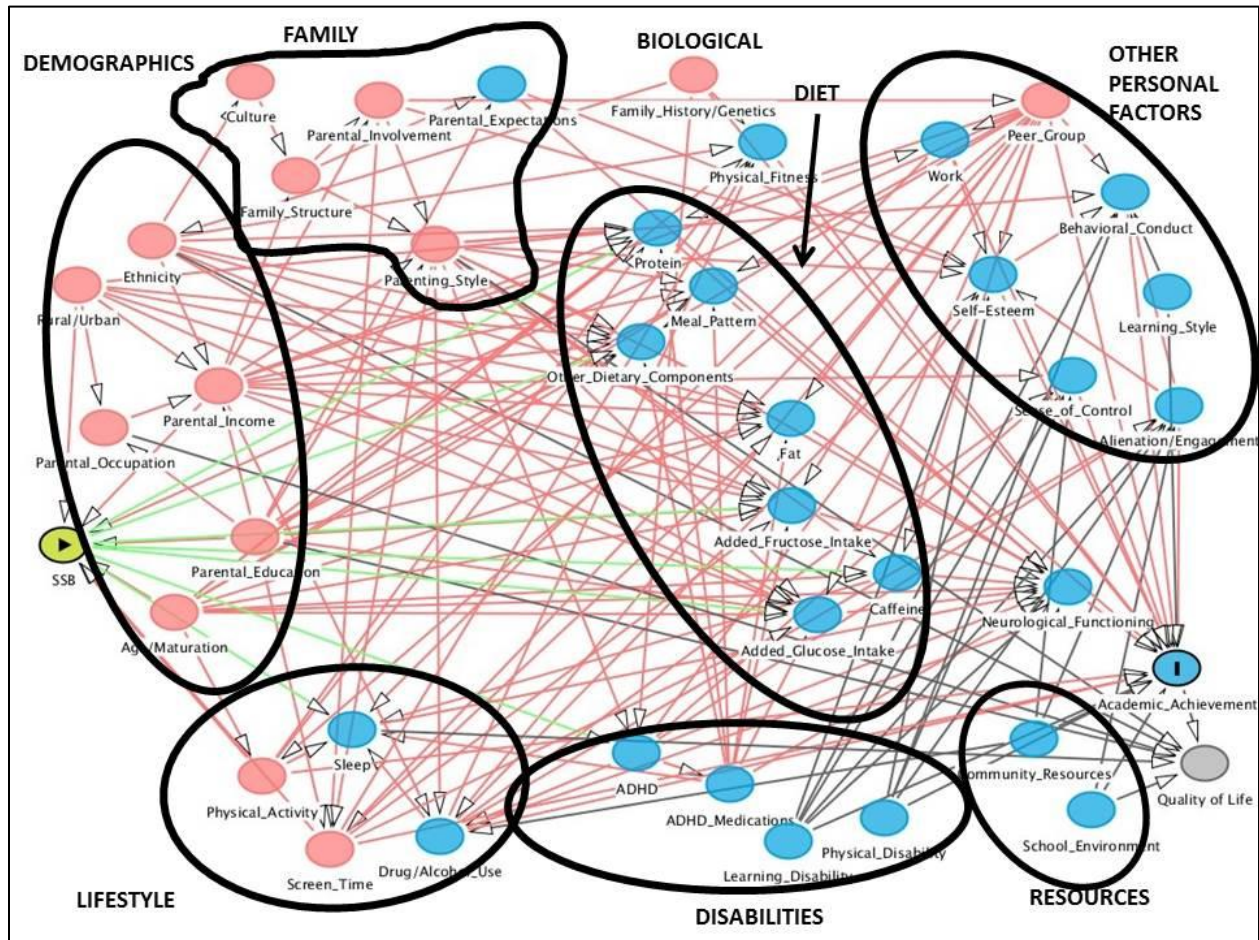 FAMILY
BIOLOGICAL
OTHER
PERSONAL
FACTORS
DEMOGRAPHICS
DIET
Culture
Parental_Involvement
Parental_Expectations
Family_History/Genetics
Peer_Group
Physical_Fitness
Work
Family_Structure
Behavioral_Conduct
Ethnicity
Parenting_Style
Protein
Self-Esteem
Rural/Urban
Meal_Pattern
Learning_Style
Other_Dietary_Components
Parental_Income
Sense_of_Control
Alienation/Engagement
Parental_Occupation
Fat
Added_Fructose_Intake
SSB
Parental_Education
Caffeine
Neurological_Functioning
Age/Maturation
Added_Glucose_Intake
Academic_Achievement
Sleep
Community_Resources
ADHD
Quality of Life
Physical_Activity
ADHD_Medications
School_Environment
Physical_Disability
Drug/Alcohol_Use
Learning_Disability
Screen_Time
LIFESTYLE
DISABILITIES
RESOURCES